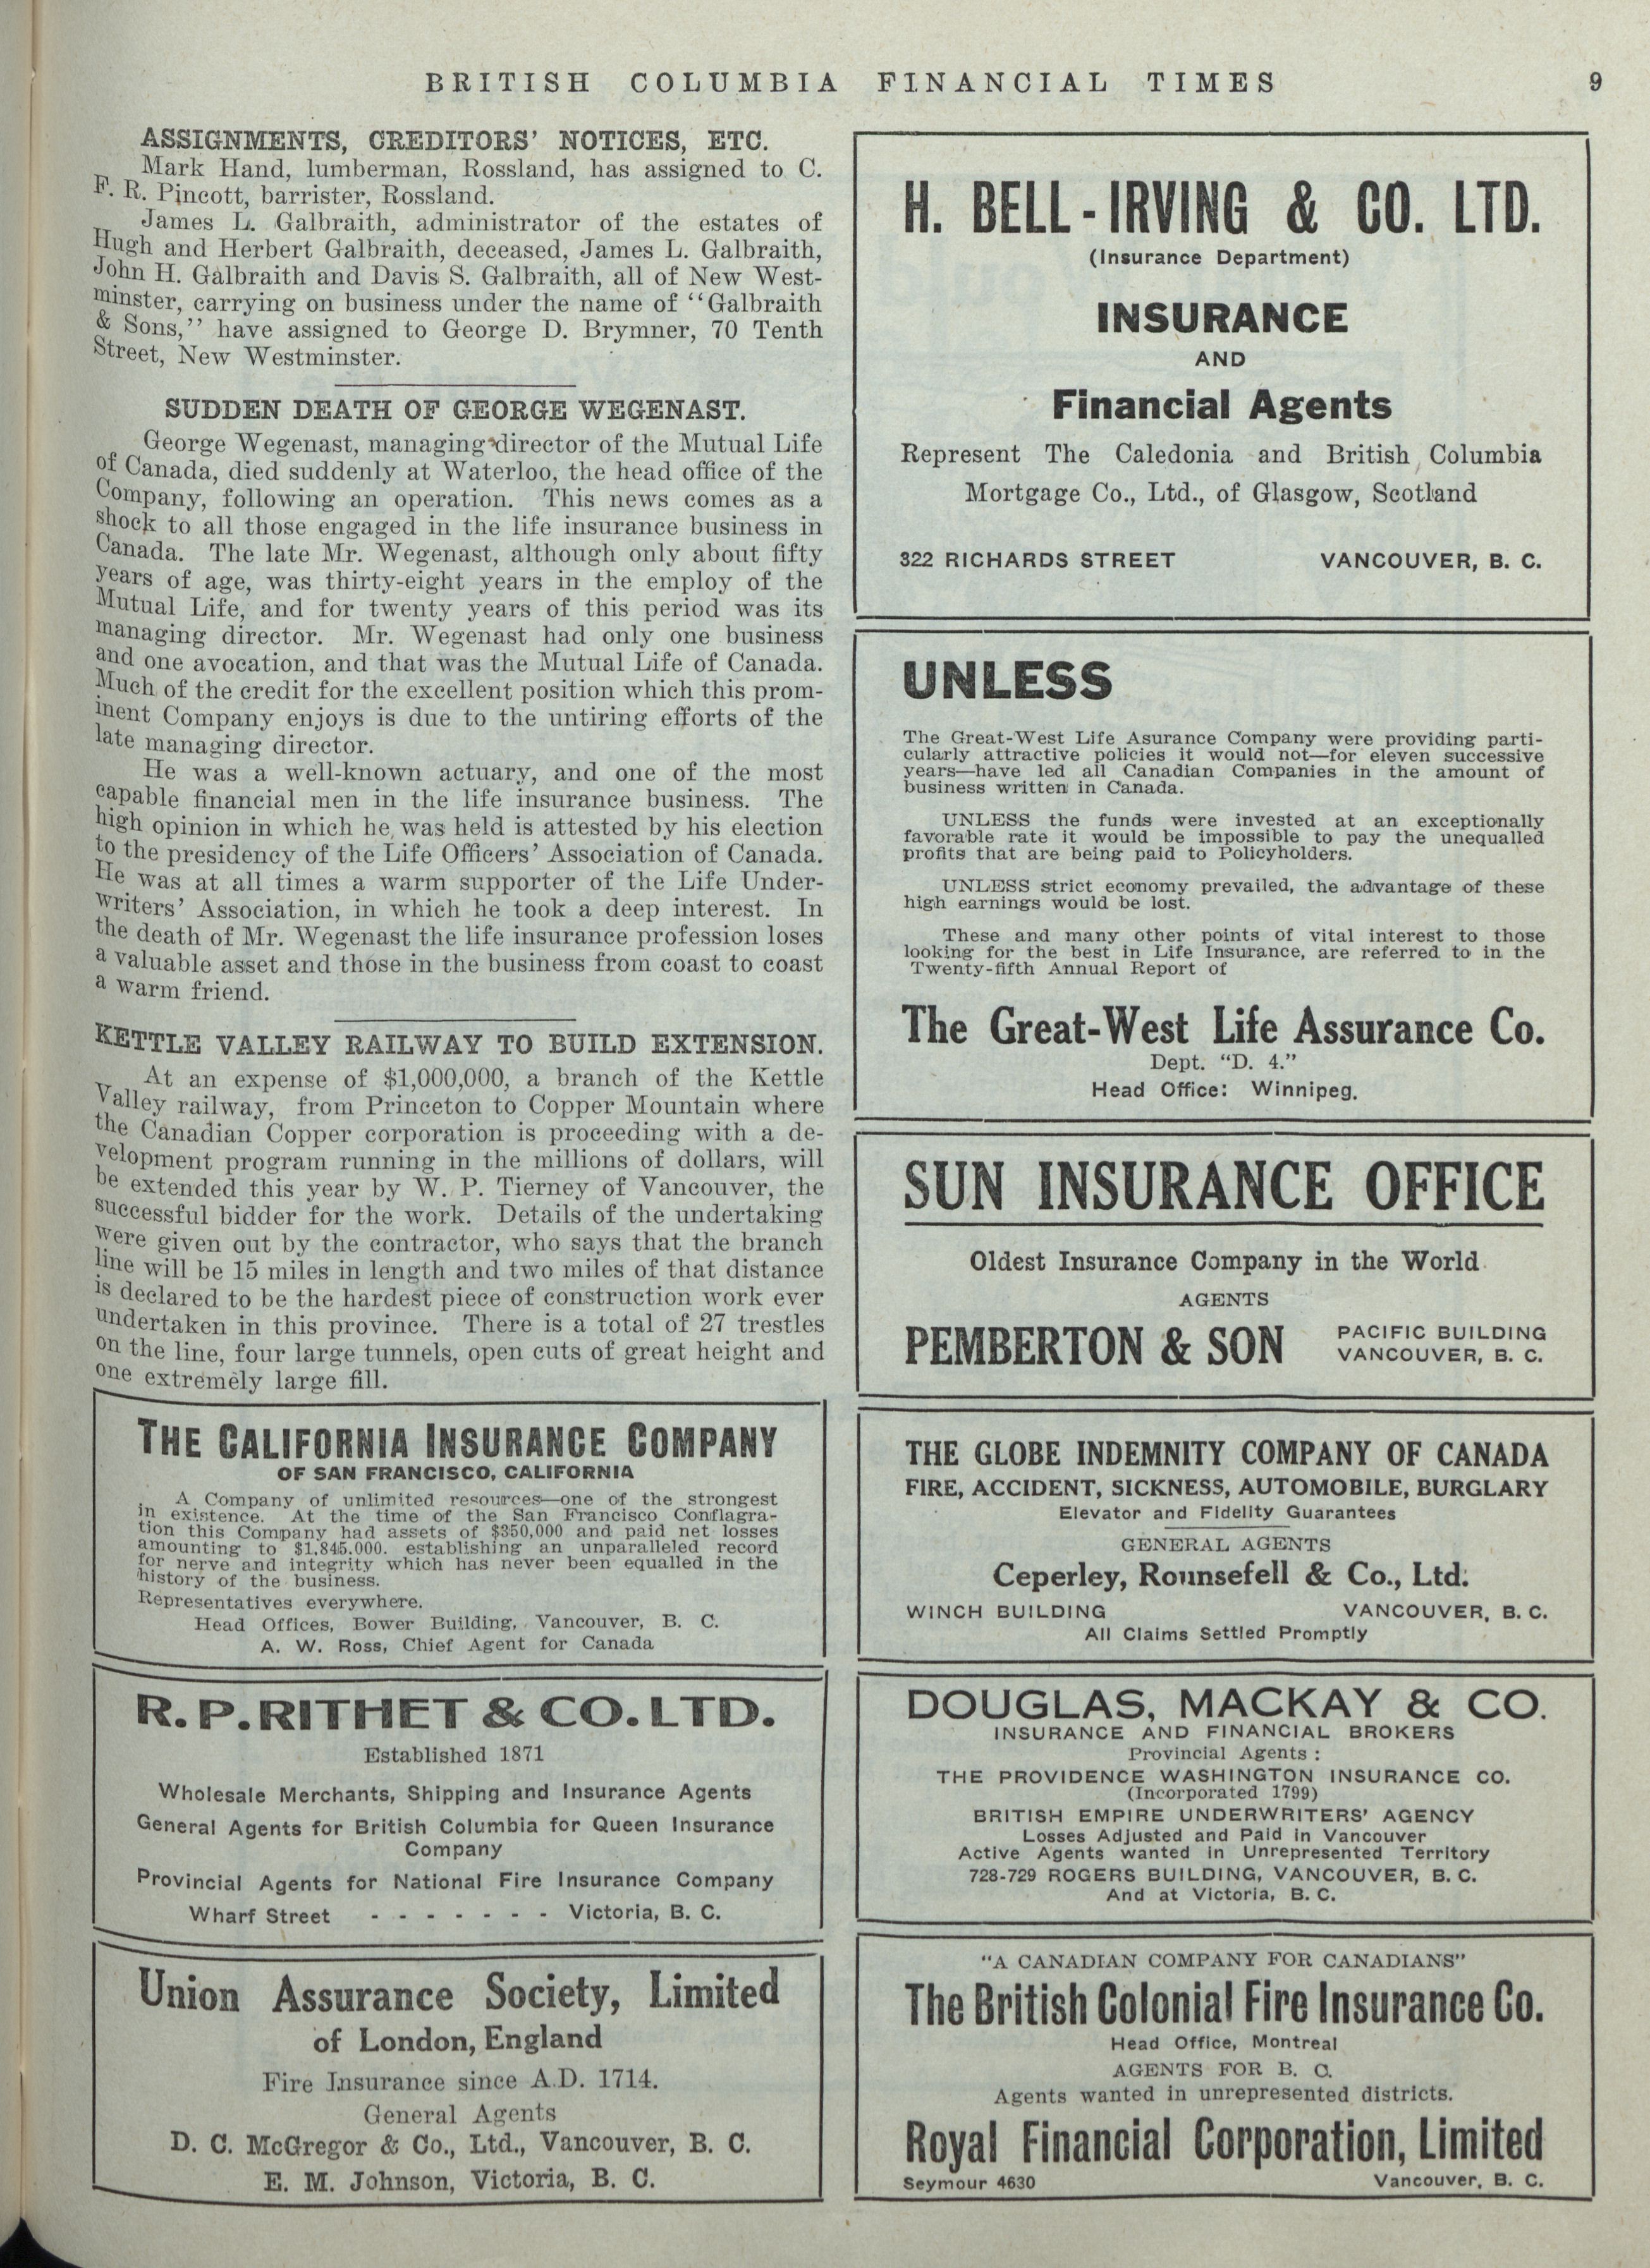 BRITISH COLUMBIA FINANCIAL TIMES 9
ASSIGNMENTS, CREDITORS' NOTICES, ETC.
Mark Hand, lumberman, Rossland, has assigned to C.
F. R. Pincott, barrister, Rossland.
James L. Galbraith, administrator of the estates of
Hugh and Herbert Galbraith, deceased, James L. Galbraith,
John H. Galbraith and Davis S. Galbraith, all of New West-
minster, carrying on business under the name of "Galbraith
& Sons," have assigned to George D. Brymner, 70 Tenth
Street, New Westminster.
SUDDEN DEATH OF GEORGE WEGENAST.
George Wegenast, managing director of the Mutual Life
of Canada, died suddenly at Waterloo, the head office of the
Company, following an operation. This news comes as a
shock to all those engaged in the life insurance business in
Canada. The late Mr. Wegenast, although only about fifty
years of age, was thirty-eight years in the employ of the
Mutual Life, and for twenty years of this period was its
managing director. Mr. Wegenast had only one business
and one avocation, and that was the Mutual Life of Canada.
Much of the credit for the excellent position which this prom-
inent Company enjoys is due to the untiring efforts of the
late managing director.
He was a well-known actuary, and one of the most
capable financial men in the life insurance business. The
high opinion in which he was held is attested by his election
to the presidency of the Life Officers' Association of Canada.
He was at all times a warm supporter of the Life Under-
writers' Association, in which he took a deep interest. In
the death of Mr. Wegenast the life insurance profession loses
a valuable asset and those in the business from coast to coast
a warm friend.
KETTLE VALLEY RAILWAY TO BUILD EXTENSION.
At an expense of $1,000,000, a branch of the Kettle
Valley railway, from Princeton to Copper Mountain where
the Canadian Copper corporation is proceeding with a de-
velopment program running in the millions of dollars, will
be extended this year by W. P. Tierney of Vancouver, the
successful bidder for the work. Details of the undertaking
were given out by the contractor, who says that the branch
line will be 15 miles in length and two miles of that distance
is declared to be the hardest piece of construction work ever
undertaken in this province. There is a total of 27 trestles
on the line, four large tunnels, open cuts of great height and
one extremely large fill.
THE CALIFORNIA INSURANCE COMPANY
OF SAN FRANCISCO, CALIFORNIA
A Company of unlimited resources—one of the strongest
in existence. At the time of the San Francisco Conflagra-
tion this Company had assets of $350,000 and paid net losses
amounting to $1,845.000. establishing an unparalleled record
for nerve and integrity which has never been equalled in the
history of the business.
Representatives everywhere.
Head Offices, Bower Building, Vancouver, B. C.
A. W. Ross, Chief Agent for Canada
R. P. RITHET & CO. LTD.
Established 1871
Wholesale Merchants, Shipping and Insurance Agents
General Agents for British Columbia for Queen Insurance
Company
Provincial Agents for National Fire Insurance Company
Wharf Street - - - - - - - Victoria, B. C.
Union Assurance Society, Limited
of London, England
Fire Insurance since A.D. 1714.
General Agents
D. C. McGregor & Co., Ltd., Vancouver, B. C.
E. M. Johnson, Victoria, B. C.
H. BELL-IRVING & CO. LTD.
(Insurance Department)
INSURANCE
AND
Financial Agents
Represent The Caledonia and British Columbia
Mortgage Co., Ltd., of Glasgow, Scotland
322 RICHARDS STREET VANCOUVER, B. C.
UNLESS
The Great-West Life Asurance Company were providing parti-
cularly attractive policies it would not—for eleven successive
years—have led all Canadian Companies in the amount of
business written in Canada.
UNLESS the funds were invested at an exceptionally
favorable rate it would be impossible to pay the unequalled
profits that are being paid to Policyholders.
UNLESS strict economy prevailed, the advantage of these
high earnings would be lost.
These and many other points of vital interest to those
looking for the best in Life Insurance, are referred to in the
Twenty-fifth Annual Report of
The Great-West Life Assurance Co.
Dept. "D. 4."
Head Office: Winnipeg.
SUN INSURANCE OFFICE
Oldest Insurance Company in the World
AGENTS
PEMBERTON & SON PACIFIC BUILDING
VANCOUVER, B. C.
THE GLOBE INDEMNITY COMPANY OF CANADA
FIRE, ACCIDENT, SICKNESS, AUTOMOBILE, BURGLARY
Elevator and Fidelity Guarantees
GENERAL AGENTS
Ceperley, Rounsefell & Co., Ltd.
WINCH BUILDING VANCOUVER, B. C.
All Claims Settled Promptly
DOUGLAS, MACKAY & CO.
INSURANCE AND FINANCIAL BROKERS
Provincial Agents:
THE PROVIDENCE WASHINGTON INSURANCE CO.
(Incorporated 1799)
BRITISH EMPIRE UNDERWRITERS' AGENCY
Losses Adjusted and Paid in Vancouver
Active Agents wanted in Unrepresented Territory
728-729 ROGERS BUILDING, VANCOUVER, B. C.
And at Victoria, B. C.
"A CANADIAN COMPANY FOR CANADIANS"
The British Colonial Fire Insurance Co.
Head Office, Montreal
AGENTS FOR B. C.
Agents wanted in unrepresented districts.
Royal Financial Corporation, Limited
Seymour 4630 Vancouver, B. C.